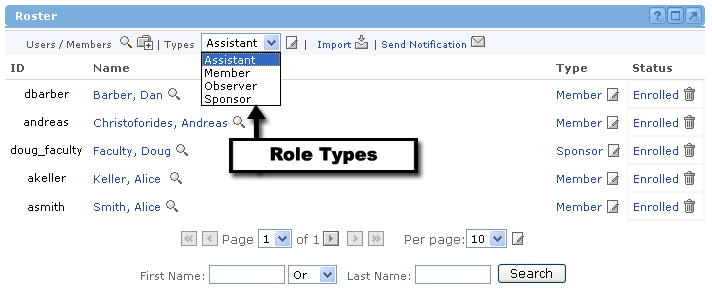 Roster
Users / Members | Types Assistant | Import | Send Notification
Assistant
Member
Observer
Sponsor
ID Name Type Status
dbarber Barber, Dan Member Enrolled
andreas Christoforides, Andreas Member Enrolled
doug_faculty Faculty, Doug Sponsor Enrolled
akeller Keller, Alice Member Enrolled
asmith Smith, Alice Member Enrolled
Role Types
Page 1 of 1 Per page: 10
First Name: Or Last Name: Search